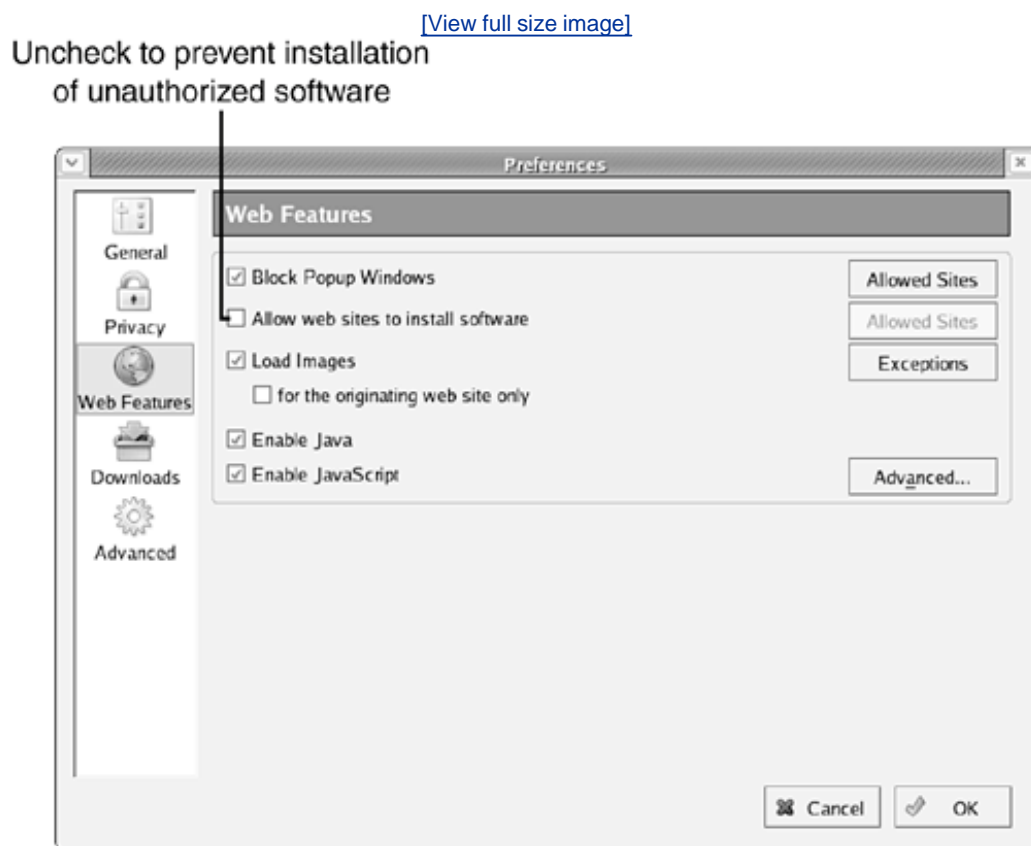 [View full size image]
Uncheck to prevent installation
of unauthorized software
Preferences
General
Privacy
Web Features
Downloads
Advanced
Web Features
Block Popup Windows
Allowed Sites
Allow web sites to install software
Allowed Sites
Load Images
Exceptions
for the originating web site only
Enable Java
Enable JavaScript
Advanced...
Cancel
OK